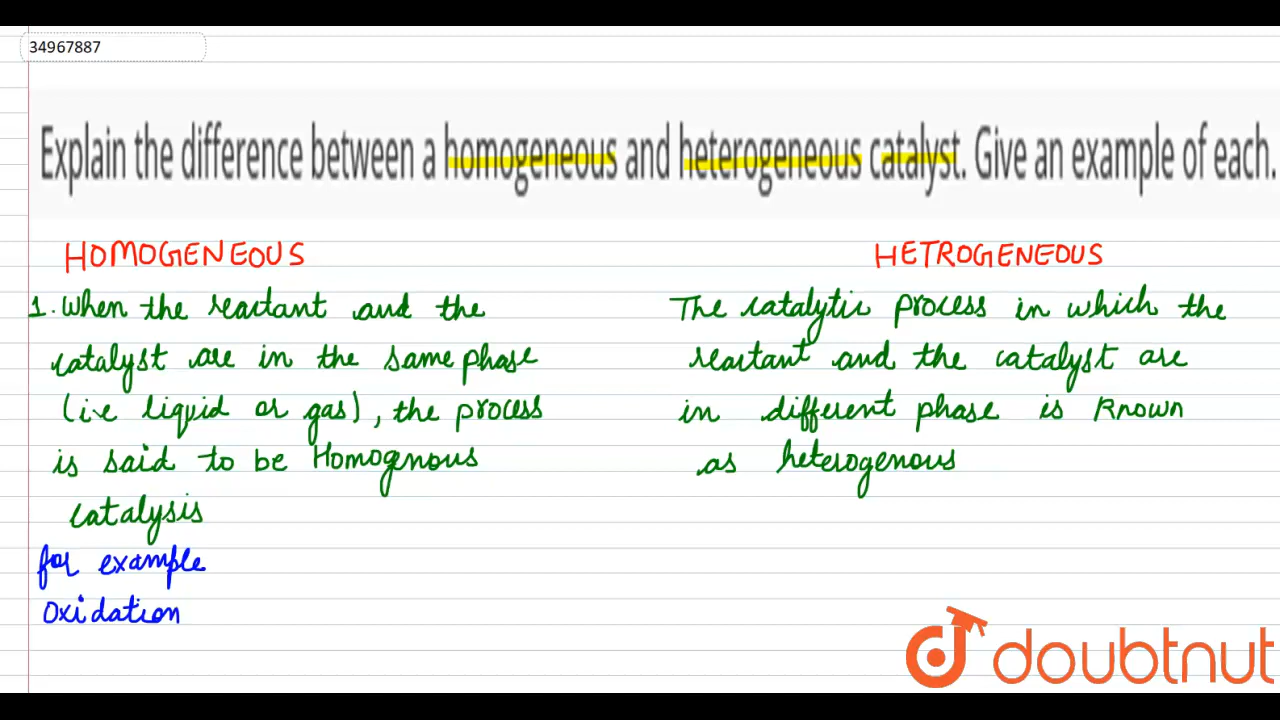 34967887
Explain the difference between a homogeneous and heterogeneous catalyst. Give an example of each.
HOMOGENEOUS
1. When the reactant and the
catalyst are in the same phase
(i.e liquid or gas), the process
is said to be Homogenous
catalysis
for example
Oxidation
HETROGENEOUS
The catalytic process in which the
reactant and the catalyst are
in different phase is known
as heterogenous
doubtnut